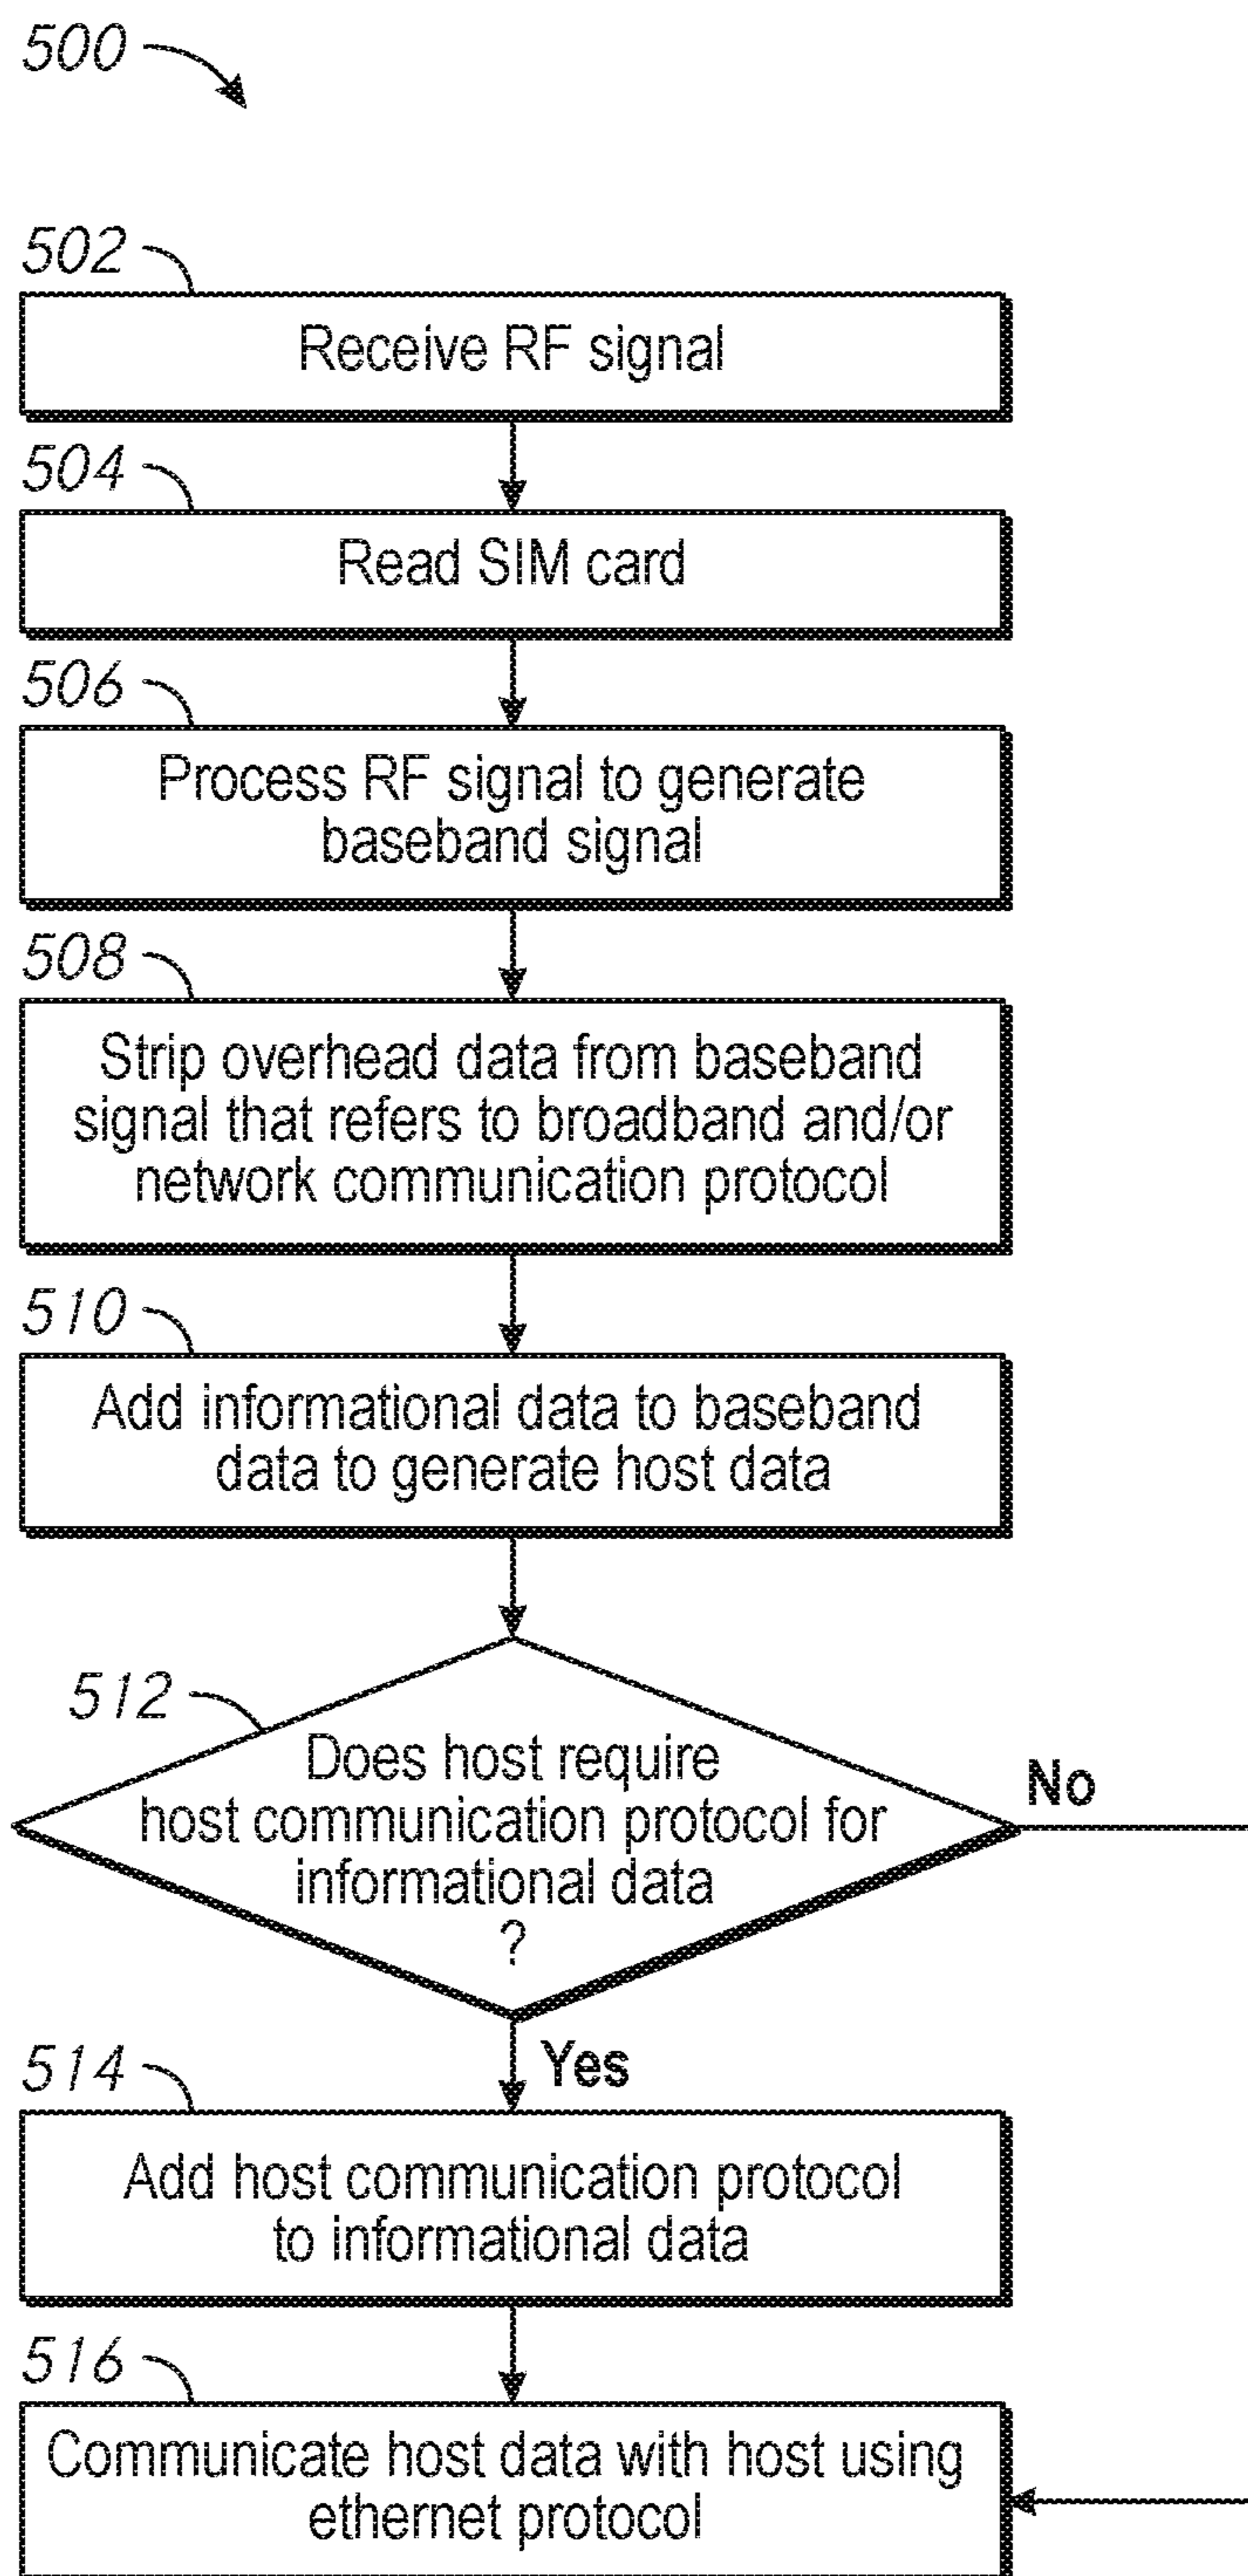 500
502
Receive RF signal
504
Read SIM card
506
Process RF signal to generate
baseband signal
508
Strip overhead data from baseband
signal that refers to broadband and/or
network communication protocol
510
Add informational data to baseband
data to generate host data
512
Does host require
host communication protocol for
informational data
?
No
Yes
514
Add host communication protocol
to informational data
516
Communicate host data with host using
ethernet protocol